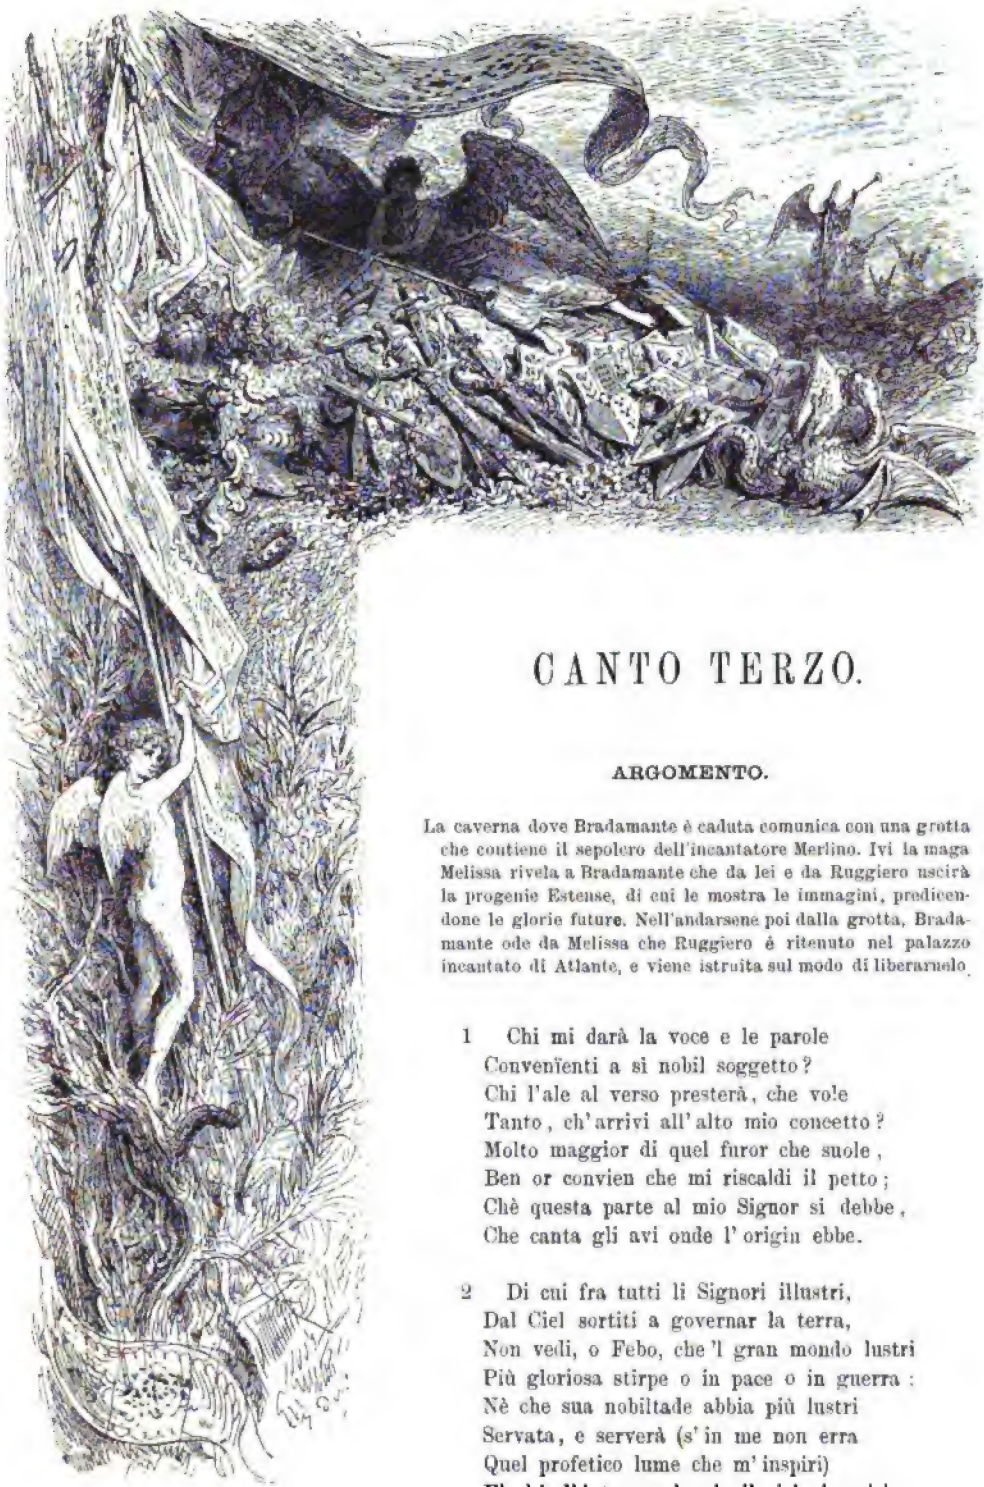 CANTO TERZO.
ARGOMENTO.
La caverna dove Bradamante è caduta comunica con una grotta
che contiene il sepolcro dell'incantatore Merlino. Ivi la maga
Melissa rivela a Bradamante che da lei e da Ruggiero uscirà
la progenie Estense, di cui le mostra le immagini, predicen-
done le glorie future. Nell'andarsene poi dalla grotta, Brada-
mante ode da Melissa che Ruggiero è ritenuto nel palazzo
incantato di Atlante, e viene istruita sul modo di liberarnelo
1 Chi mi darà la voce e le parole
Convenïenti a si nobil soggetto?
Chi l'ale al verso presterà, che vole
Tanto, ch'arrivi all'alto mio concetto?
Molto maggior di quel furor che suole,
Ben or convien che mi riscaldi il petto;
Chè questa parte al mio Signor si debbe,
Che canta gli avi onde l'origin ebbe.
2 Di cui fra tutti li Signori illustri,
Dal Ciel sortiti a governar la terra,
Non vedi, o Febo, che 'l gran mondo lustri
Più gloriosa stirpe o in pace o in guerra:
Nè che sua nobiltade abbia più lustri
Servata, e serverà (s'in me non erra
Quel profetico lume che m'inspiri)